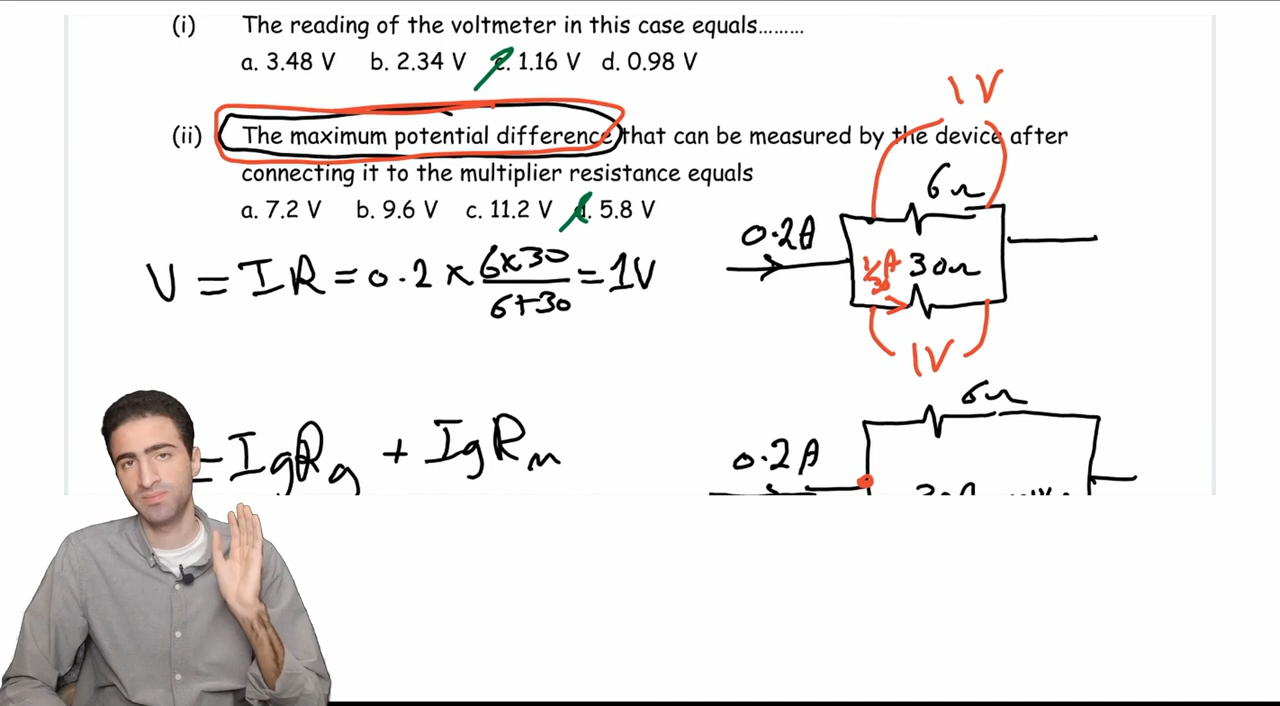 (i) The reading of the voltmeter in this case equals.........
a. 3.48 V b. 2.34 V c. 1.16 V d. 0.98 V
(ii) The maximum potential difference that can be measured by the device after
connecting it to the multiplier resistance equals
a. 7.2 V b. 9.6 V c. 11.2 V d. 5.8 V
1V
6Ω
0.2A
30Ω
1/30 A
1V
V = IR = 0.2 × 6×30/6+30 = 1V
= IgRg + IgRm
6Ω
0.2A